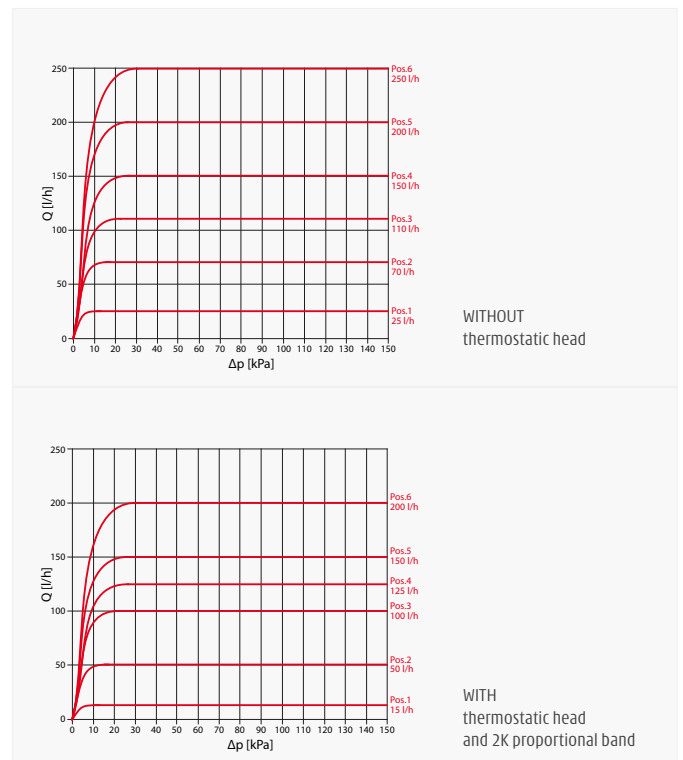 250
200
150
100
50
0
Q [l/h]
0 10 20 30 40 50 60 70 80 90 100 110 120 130 140 150
Δp [kPa]
Pos.6
250 l/h
Pos.5
200 l/h
Pos.4
150 l/h
Pos.3
110 l/h
Pos.2
70 l/h
Pos.1
25 l/h
WITHOUT
thermostatic head
250
200
150
100
50
0
Q [l/h]
0 10 20 30 40 50 60 70 80 90 100 110 120 130 140 150
Δp [kPa]
Pos.6
200 l/h
Pos.5
150 l/h
Pos.4
125 l/h
Pos.3
100 l/h
Pos.2
50 l/h
Pos.1
15 l/h
WITH
thermostatic head
and 2K proportional band